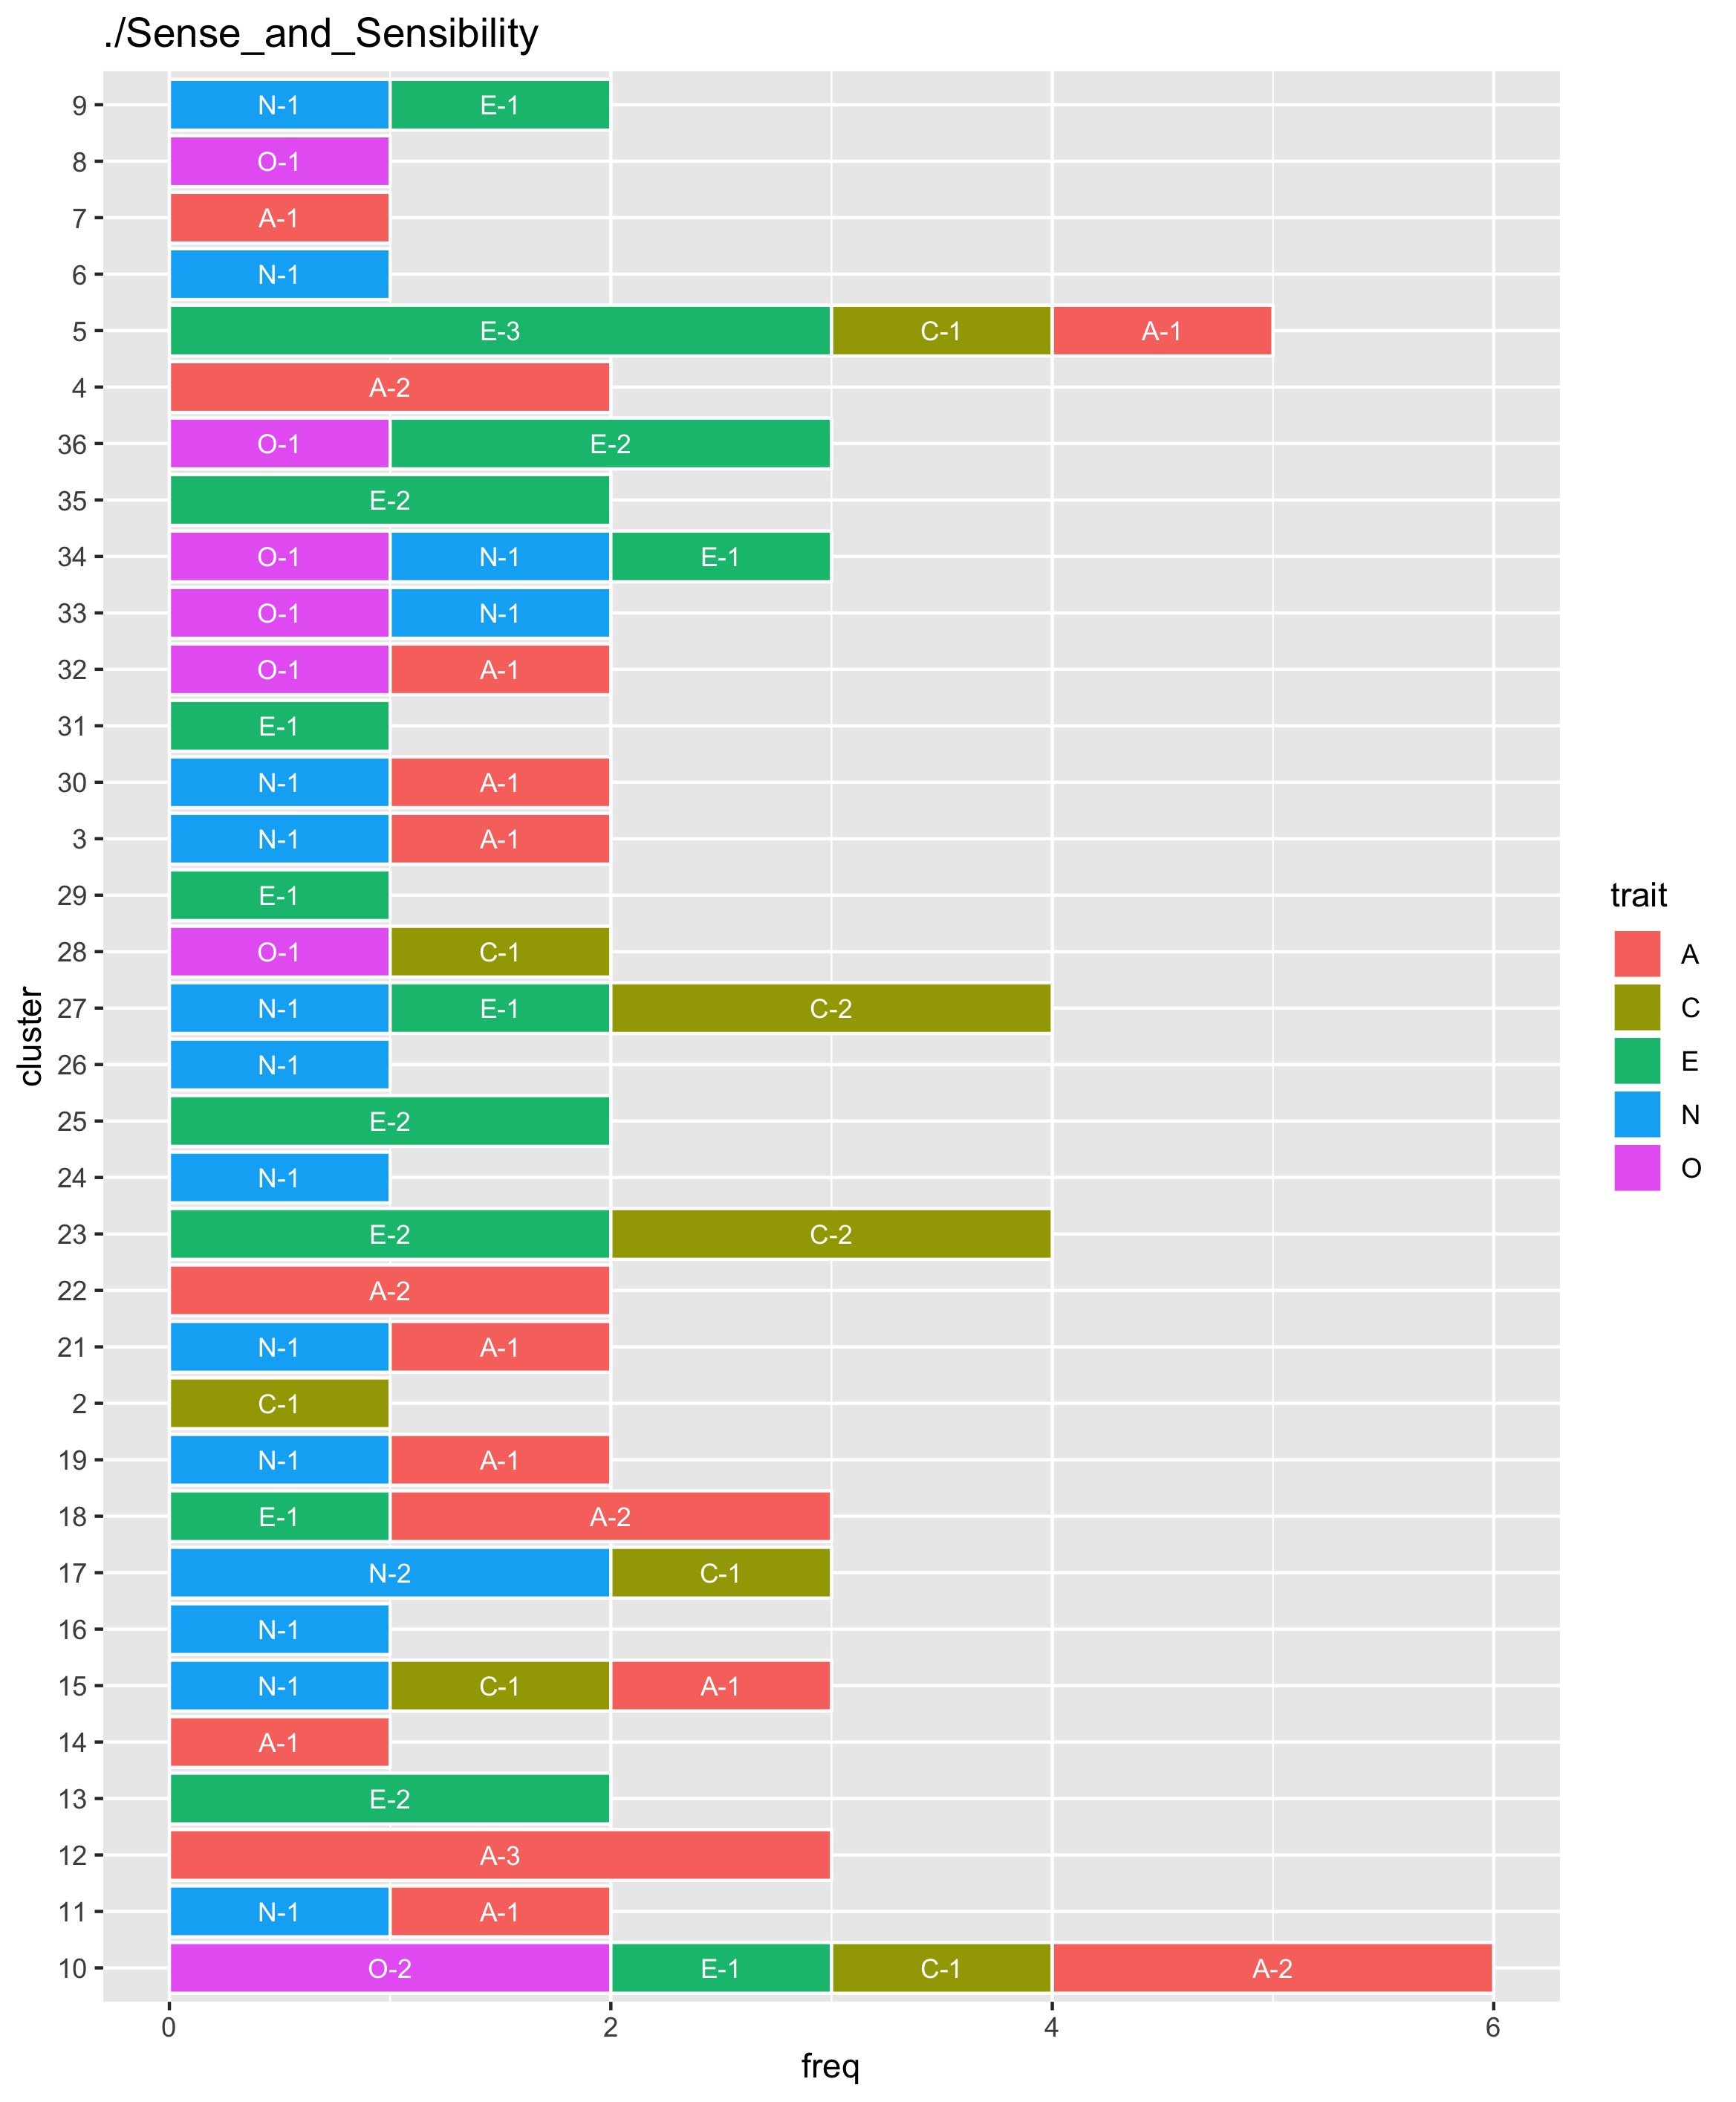 ./Sense_and_Sensibility
9 N-1 E-1
8 O-1
7 A-1
6 N-1
5 E-3 C-1 A-1
4 A-2
36 O-1 E-2
35 E-2
34 O-1 N-1 E-1
33 O-1 N-1
32 O-1 A-1
31 E-1
30 N-1 A-1
3 N-1 A-1
29 E-1
28 O-1 C-1
27 N-1 E-1 C-2
26 N-1
25 E-2
24 N-1
23 E-2 C-2
22 A-2
21 N-1 A-1
2 C-1
19 N-1 A-1
18 E-1 A-2
17 N-2 C-1
16 N-1
15 N-1 C-1 A-1
14 A-1
13 E-2
12 A-3
11 N-1 A-1
10 O-2 E-1 C-1 A-2
0 2 4 6
freq
cluster
trait
A
C
E
N
O